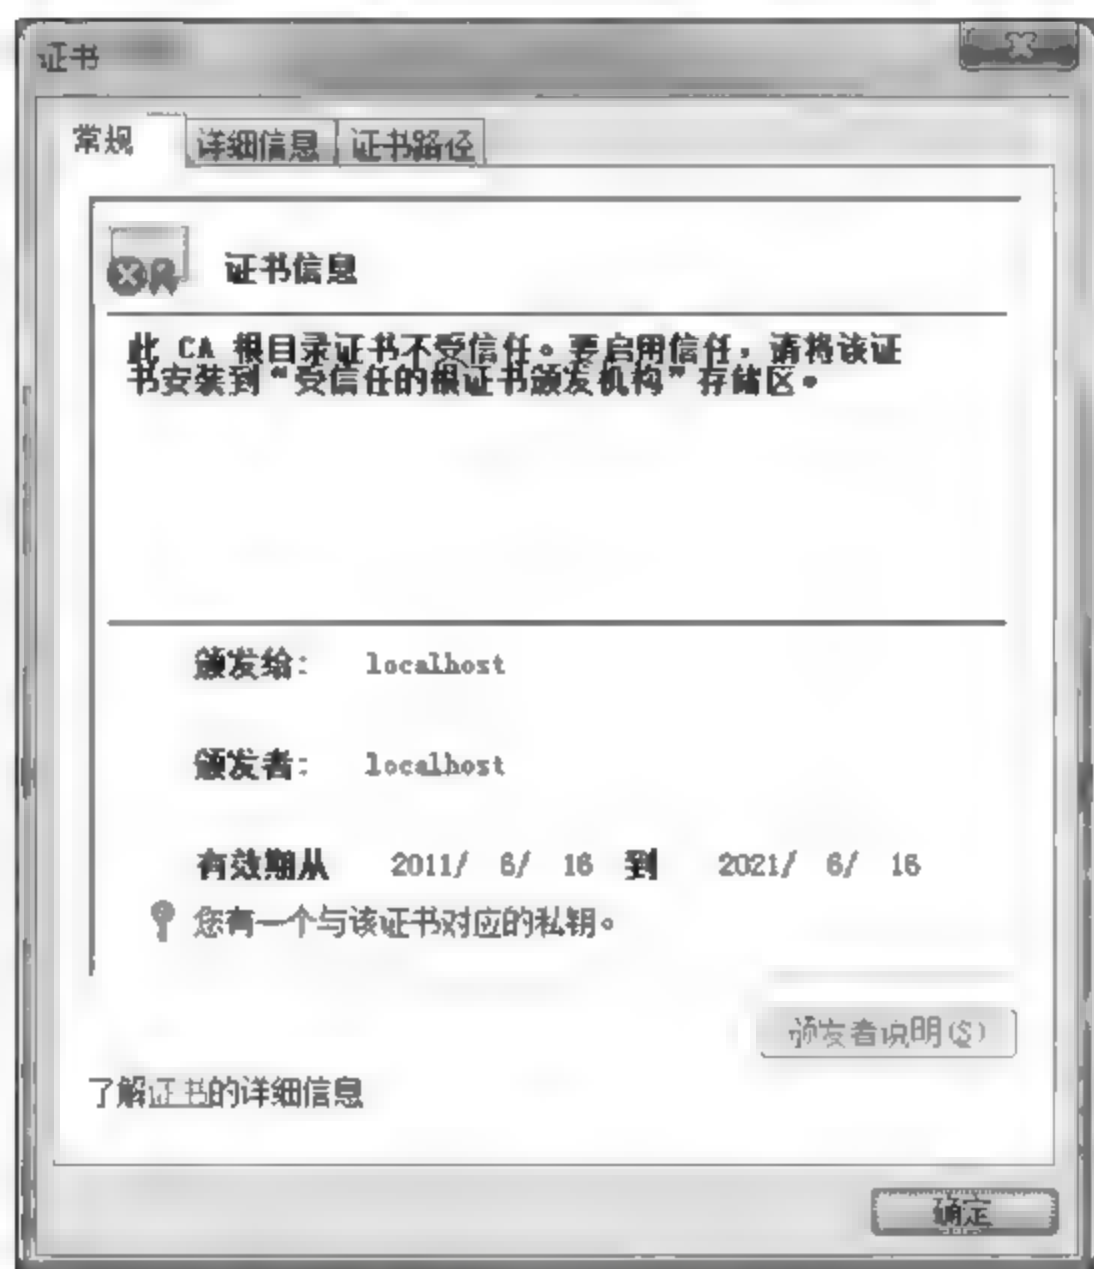 证书
常规 详细信息 证书路径
证书信息
此 CA 根目录证书不受信任。要启用信任，请将该证
书安装到“受信任的根证书颁发机构”存储区。
颁发给： localhost
颁发者： localhost
有效期从 2011/ 6/ 16 到 2021/ 6/ 16
您有一个与该证书对应的私钥。
颁发者说明(S)
了解证书的详细信息
确定